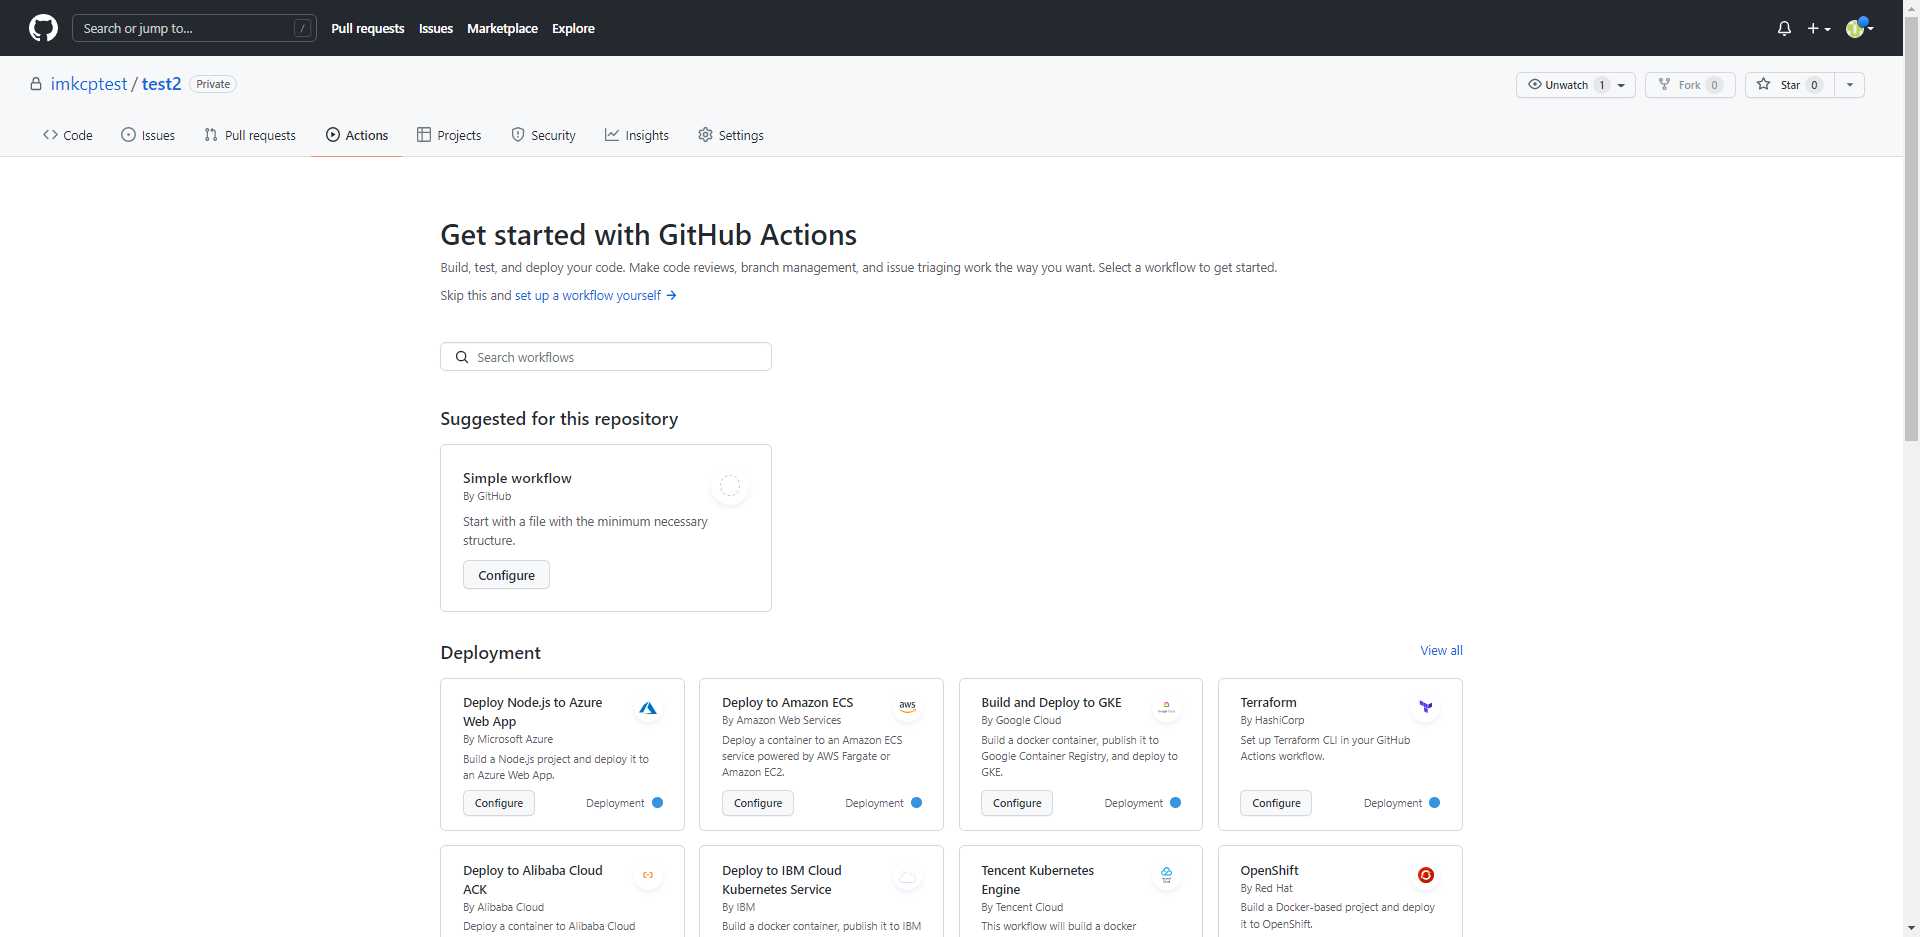 Search or jump to... /
Pull requests Issues Marketplace Explore
imkcptest / test2 Private
Unwatch 1 Fork 0 Star 0
Code Issues Pull requests Actions Projects Security Insights Settings
Get started with GitHub Actions
Build, test, and deploy your code. Make code reviews, branch management, and issue triaging work the way you want. Select a workflow to get started.
Skip this and set up a workflow yourself →
Search workflows
Suggested for this repository
Simple workflow
By GitHub
Start with a file with the minimum necessary
structure.
Configure
Deployment
View all
Deploy Node.js to Azure
Web App
By Microsoft Azure
Build a Node.js project and deploy it to
an Azure Web App.
Configure Deployment
Deploy to Amazon ECS
aws
By Amazon Web Services
Deploy a container to an Amazon ECS
service powered by AWS Fargate or
Amazon EC2.
Configure Deployment
Build and Deploy to GKE
By Google Cloud
Build a docker container, publish it to
Google Container Registry, and deploy to
GKE.
Configure Deployment
Terraform
By HashiCorp
Set up Terraform CLI in your GitHub
Actions workflow.
Configure Deployment
Deploy to Alibaba Cloud
ACK
By Alibaba Cloud
Deploy a container to Alibaba Cloud
Deploy to IBM Cloud
Kubernetes Service
By IBM
Build a docker container, publish it to IBM
Tencent Kubernetes
Engine
By Tencent Cloud
This workflow will build a docker
OpenShift
By Red Hat
Build a Docker-based project and deploy
it to OpenShift.